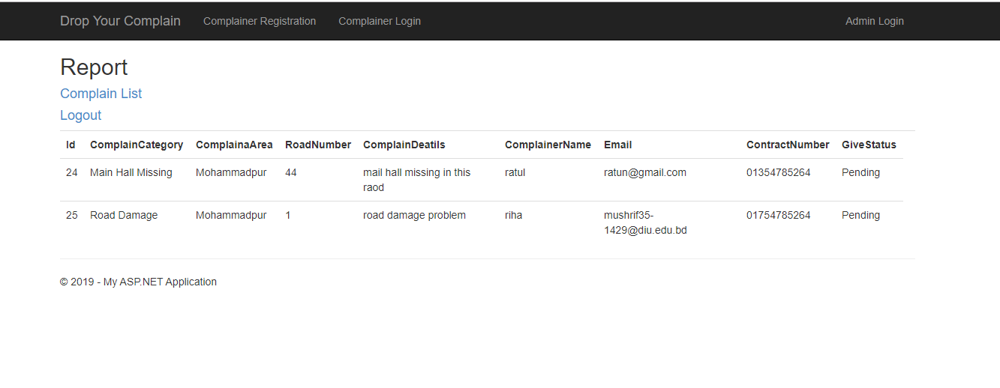 Drop Your Complain Complainer Registration Complainer Login Admin Login
Report
Complain List
Logout
Id ComplainCategory ComplainaArea RoadNumber ComplainDeatils ComplainerName Email ContractNumber GiveStatus
24 Main Hall Missing Mohammadpur 44 mail hall missing in this ratul ratun@gmail.com 01354785264 Pending
raod
25 Road Damage Mohammadpur 1 road damage problem riha mushrif35- 01754785264 Pending
1429@diu.edu.bd
© 2019 - My ASP.NET Application